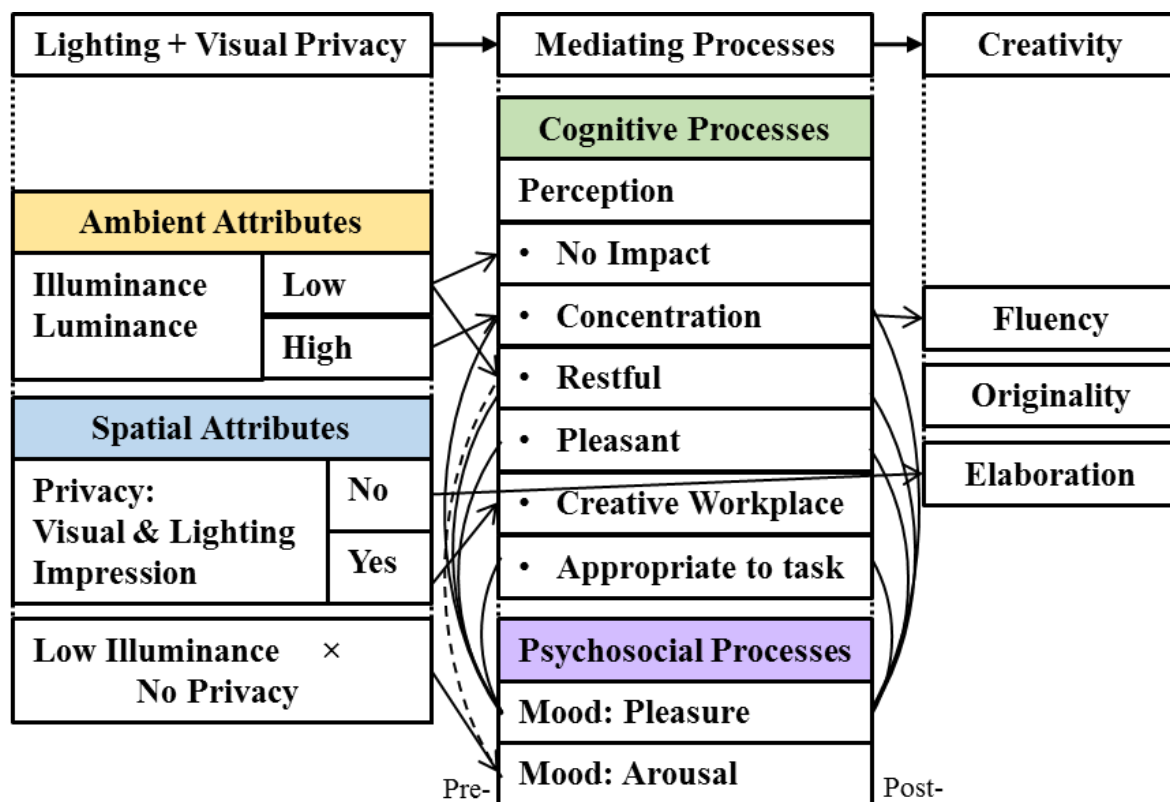 Lighting + Visual Privacy
Mediating Processes
Creativity
Cognitive Processes
Perception
• No Impact
• Concentration
• Restful
• Pleasant
• Creative Workplace
• Appropriate to task
Psychosocial Processes
Mood: Pleasure
Mood: Arousal
Ambient Attributes
Illuminance
Luminance
Low
High
Spatial Attributes
Privacy:
Visual & Lighting
Impression
No
Yes
Low Illuminance ×
No Privacy
Fluency
Originality
Elaboration
Pre-
Post-